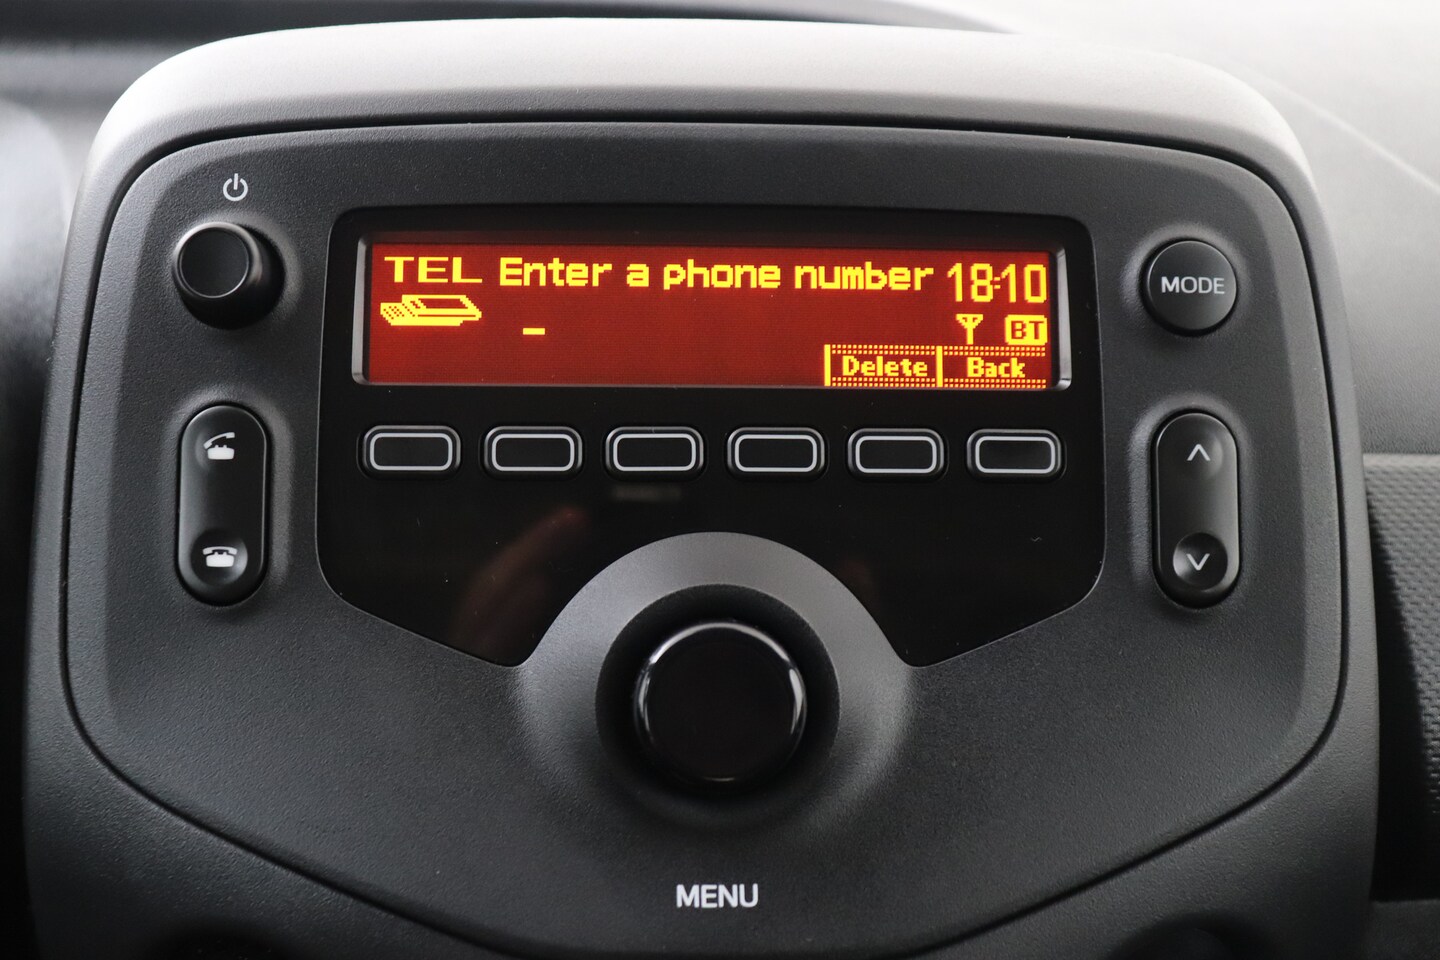 TEL Enter a phone number 18:10
BT
Delete Back
MODE
MENU